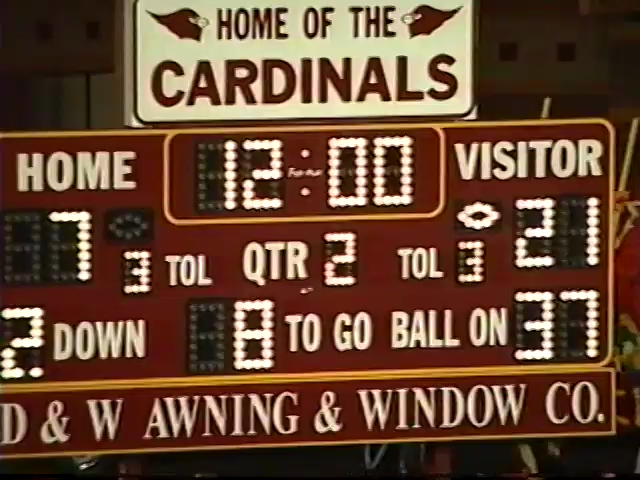 HOME OF THE
CARDINALS
HOME 12:00 VISITOR
7 3 TOL QTR 2 TOL 3 21
2 DOWN 8 TO GO BALL ON 37
D & W AWNING & WINDOW CO.